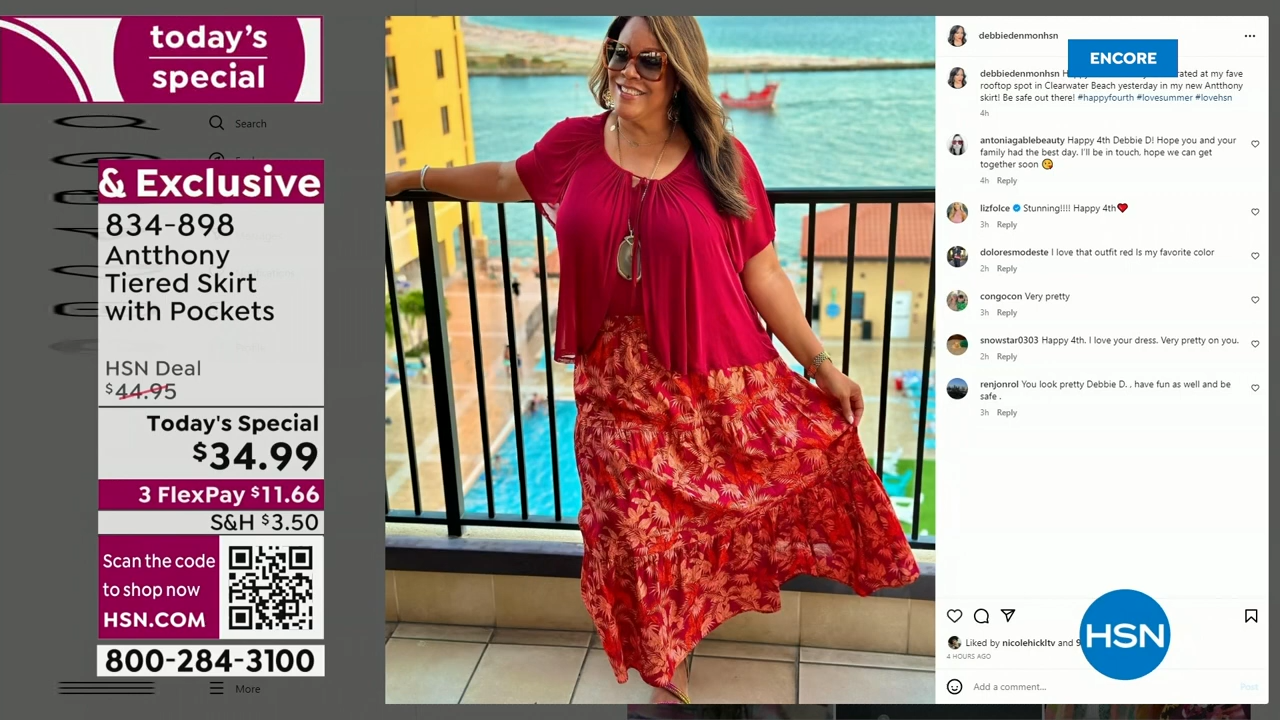 today's
special
Search
& Exclusive
834-898
Antthony
Tiered Skirt
with Pockets
HSN Deal
$44.95
Today's Special
$34.99
3 FlexPay $11.66
S&H $3.50
Scan the code
to shop now
HSN.COM
800-284-3100
More
debbiedenmonhsn
ENCORE
debbiedenmonhsn rated at my fave
rooftop spot in Clearwater Beach yesterday in my new Antthony
skirt! Be safe out there! #happyfourth #lovesummer #lovehsn
4h
antoniagablebeauty Happy 4th Debbie D! Hope you and your
family had the best day. I'll be in touch, hope we can get
together soon 😘
4h Reply
lizfolce Stunning!!!! Happy 4th❤️
3h Reply
doloresmodeste I love that outfit red Is my favorite color
2h Reply
congocon Very pretty
3h Reply
snowstar0303 Happy 4th. I love your dress. Very pretty on you.
2h Reply
renjonrol You look pretty Debbie D. . have fun as well and be
safe .
3h Reply
Liked by nicolehickltv and 9
4 HOURS AGO
HSN
Add a comment...
Post